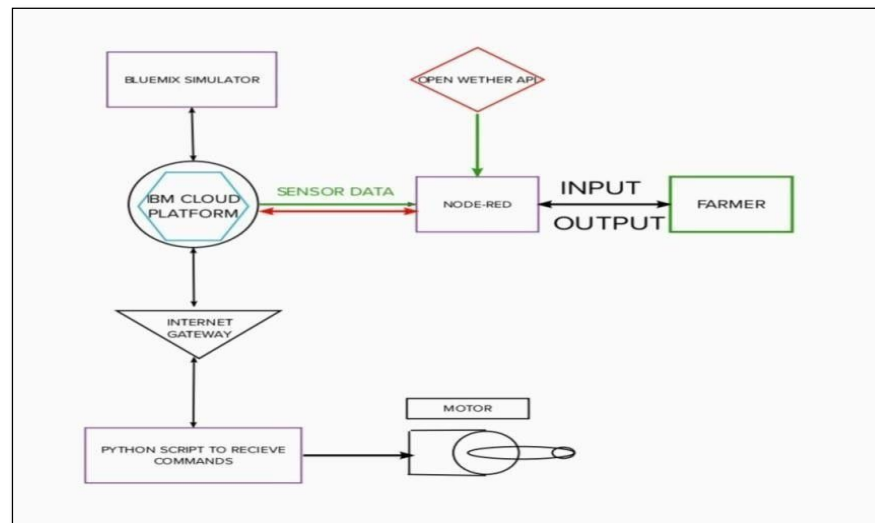 BLUEMIX SIMULATOR
OPEN WETHER API
IBM CLOUD
PLATFORM
SENSOR DATA
NODE-RED
INPUT
OUTPUT
FARMER
INTERNET
GATEWAY
MOTOR
PYTHON SCRIPT TO RECIEVE
COMMANDS